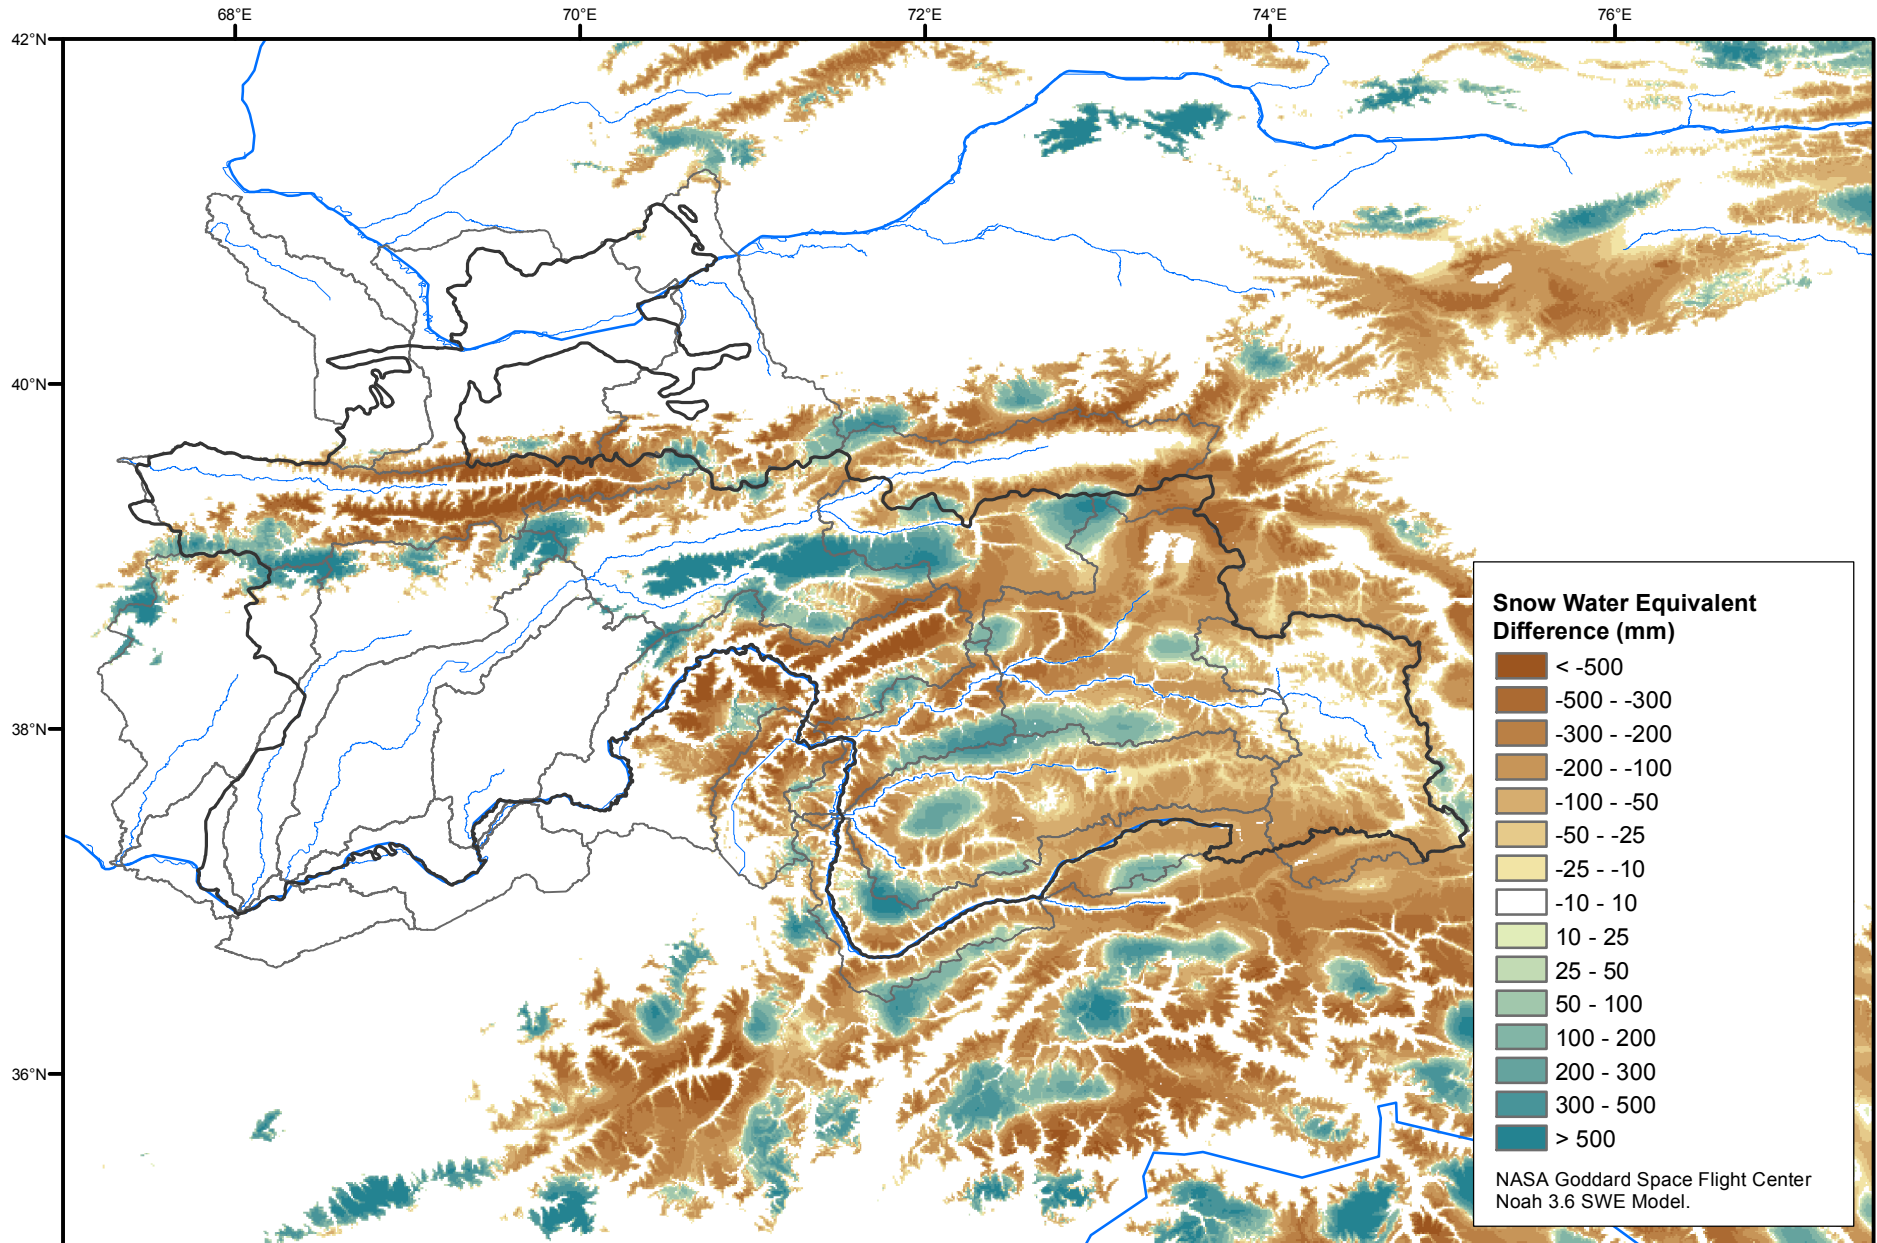 68°E
70°E
72°E
74°E
76°E
42°N
40°N
38°N
36°N
Snow Water Equivalent
Difference (mm)
< -500
-500 - -300
-300 - -200
-200 - -100
-100 - -50
-50 - -25
-25 - -10
-10 - 10
10 - 25
25 - 50
50 - 100
100 - 200
200 - 300
300 - 500
> 500
NASA Goddard Space Flight Center
Noah 3.6 SWE Model.